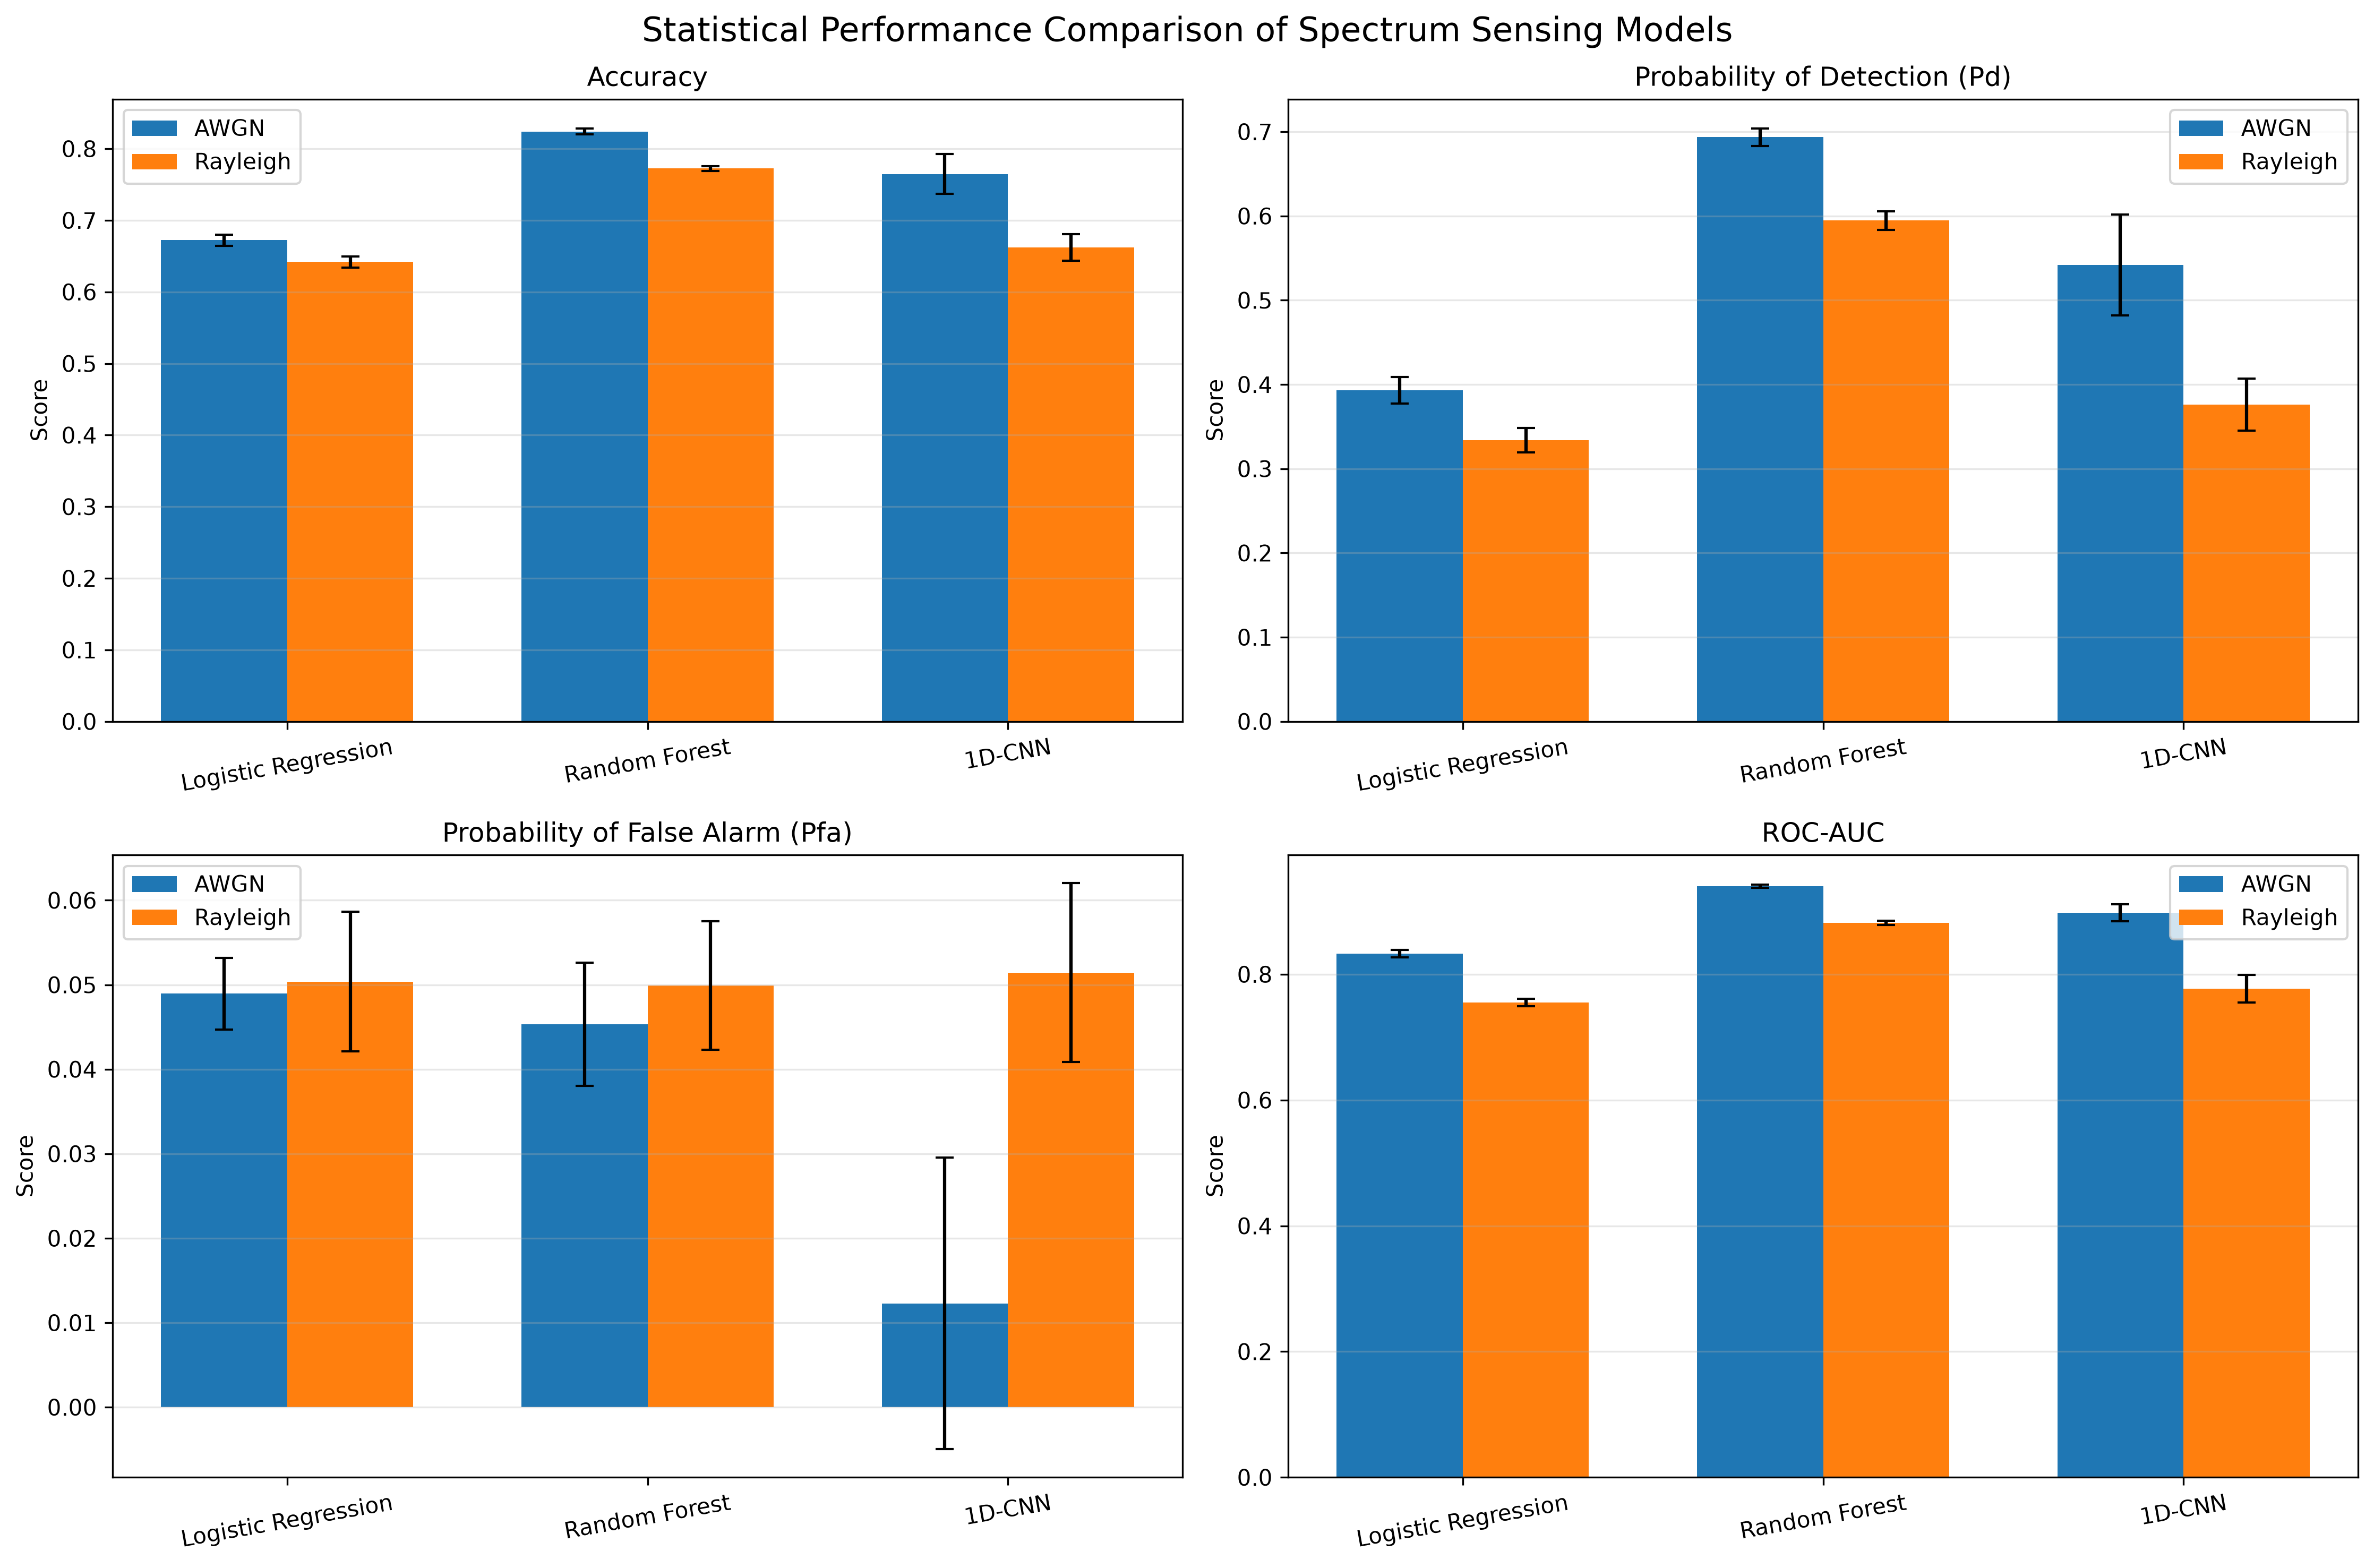 Statistical Performance Comparison of Spectrum Sensing Models
Accuracy
AWGN
Rayleigh
Score
0.8
0.7
0.6
0.5
0.4
0.3
0.2
0.1
0.0
Logistic Regression
Random Forest
1D-CNN
Probability of Detection (Pd)
AWGN
Rayleigh
Score
0.7
0.6
0.5
0.4
0.3
0.2
0.1
0.0
Logistic Regression
Random Forest
1D-CNN
Probability of False Alarm (Pfa)
AWGN
Rayleigh
Score
0.06
0.05
0.04
0.03
0.02
0.01
0.00
Logistic Regression
Random Forest
1D-CNN
ROC-AUC
AWGN
Rayleigh
Score
0.8
0.6
0.4
0.2
0.0
Logistic Regression
Random Forest
1D-CNN